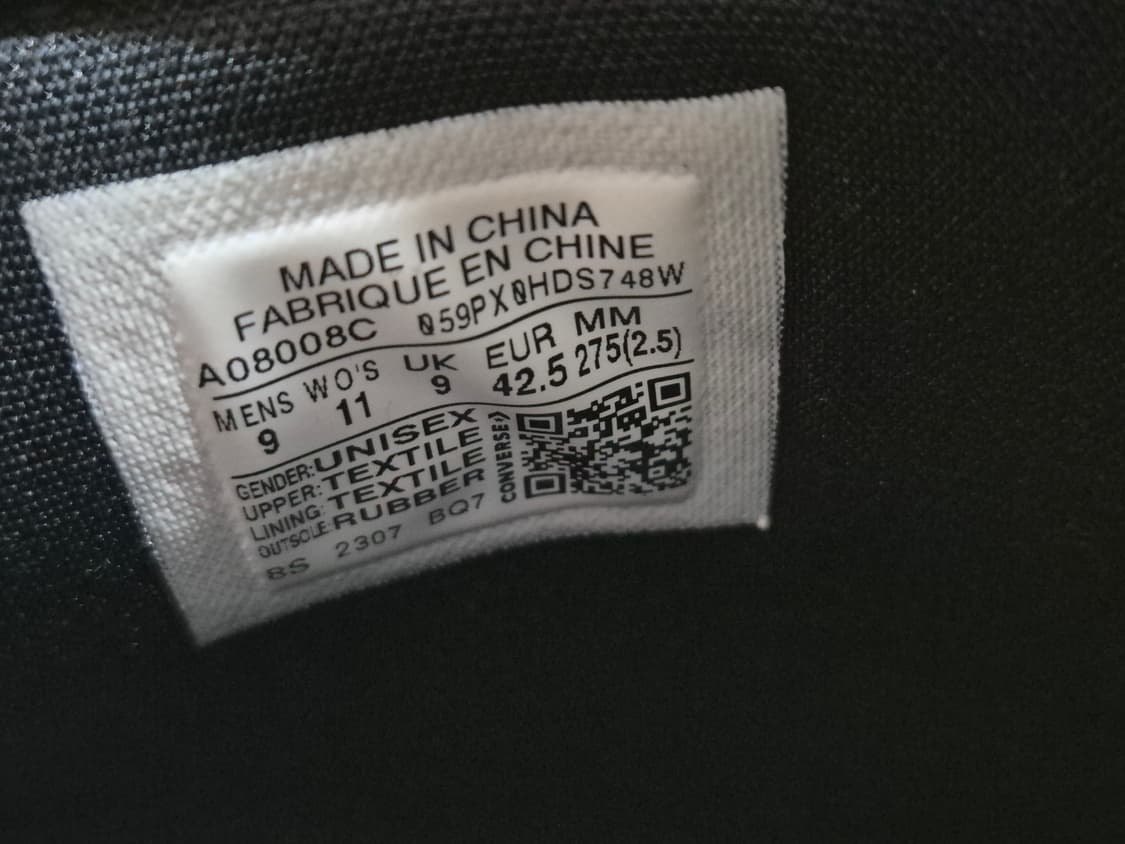 MADE IN CHINA
FABRIQUE EN CHINE
A08008C 059PX0HDS748W
MENS WO'S UK EUR MM
9 11 9 42.5 275(2.5)
GENDER: UNISEX
UPPER: TEXTILE
LINING: TEXTILE
OUTSOLE: RUBBER
8S 2307 BQ7
CONVERSE